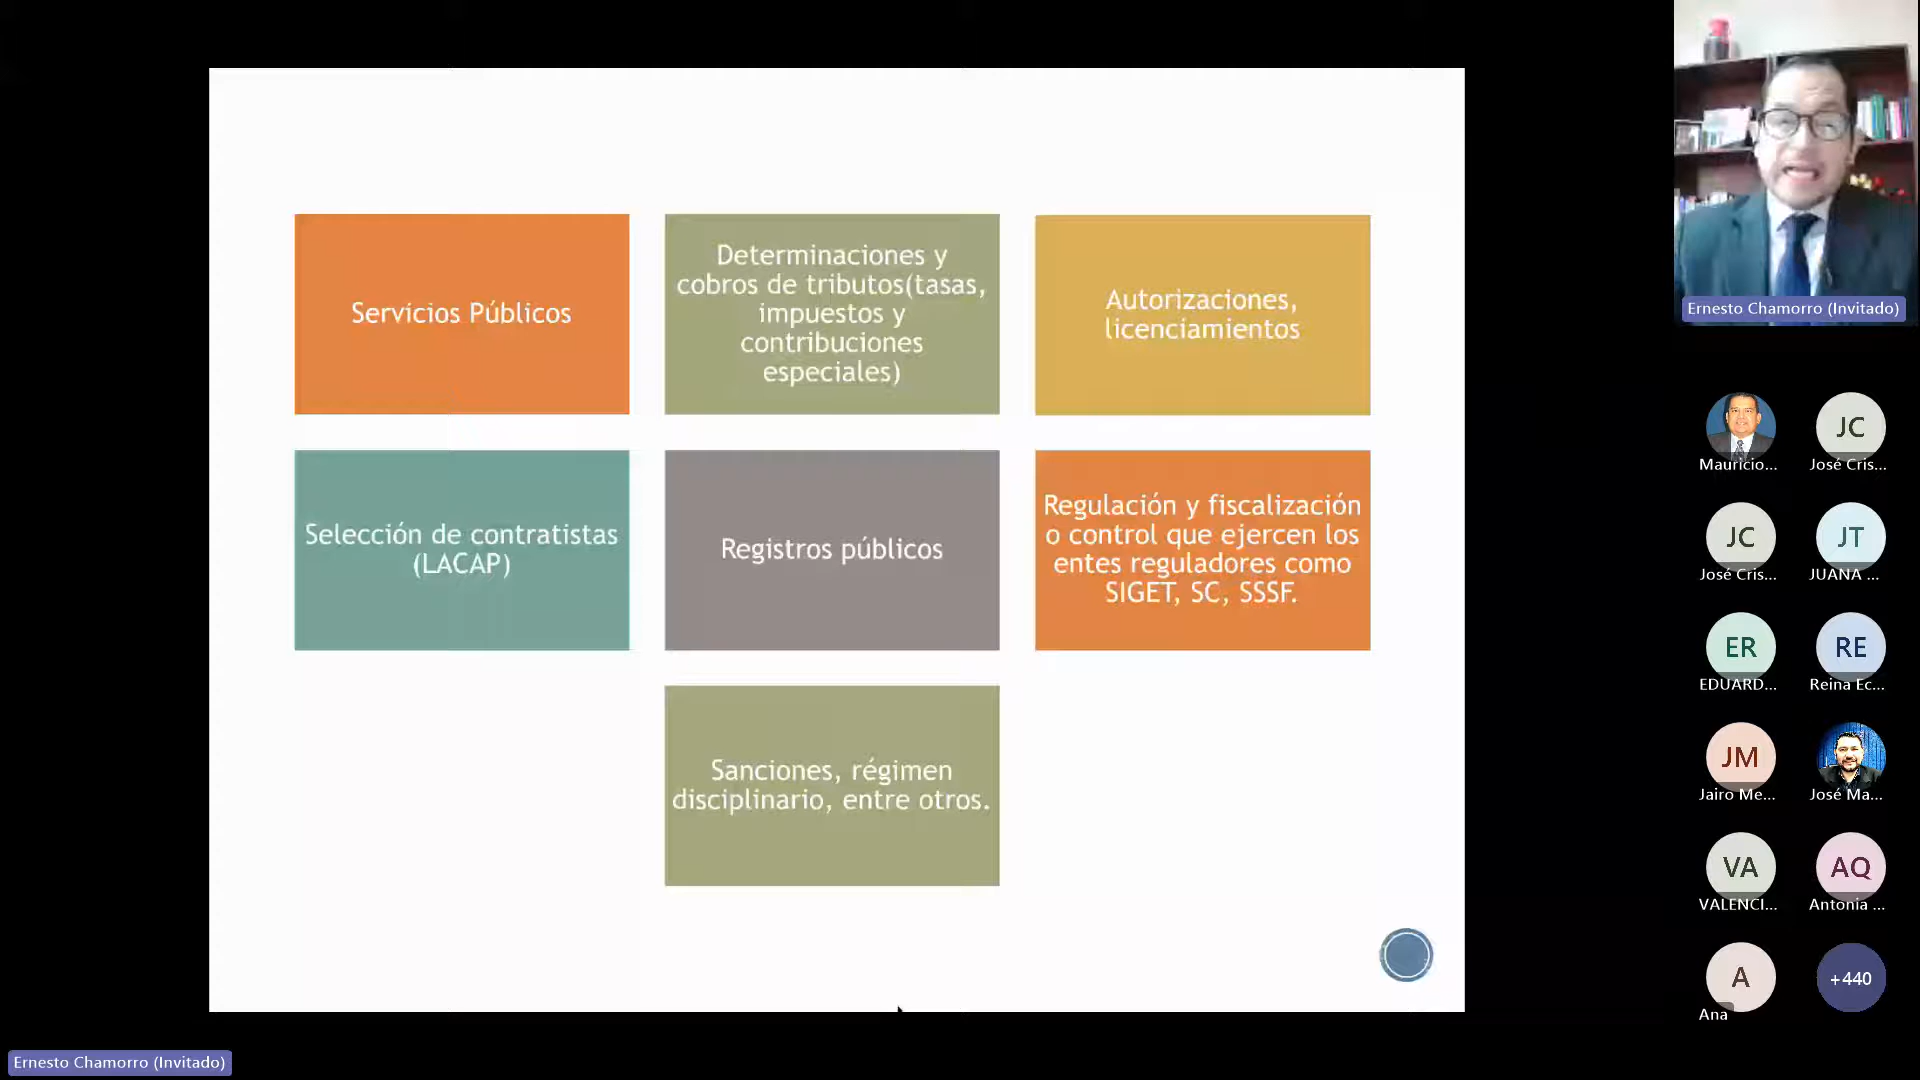 Servicios Públicos
Determinaciones y
cobros de tributos(tasas,
impuestos y
contribuciones
especiales)
Autorizaciones,
licenciamientos
Selección de contratistas
(LACAP)
Registros públicos
Regulación y fiscalización
o control que ejercen los
entes reguladores como
SIGET, SC, SSSF.
Sanciones, régimen
disciplinario, entre otros.
Ernesto Chamorro (Invitado)
Mauricio...
JC
José Cris...
JC
José Cris...
JT
JUANA ...
ER
EDUARD...
RE
Reina Ec...
JM
Jairo Me...
José Ma...
VA
VALENCI...
AQ
Antonia ...
A
Ana
+440
Ernesto Chamorro (Invitado)